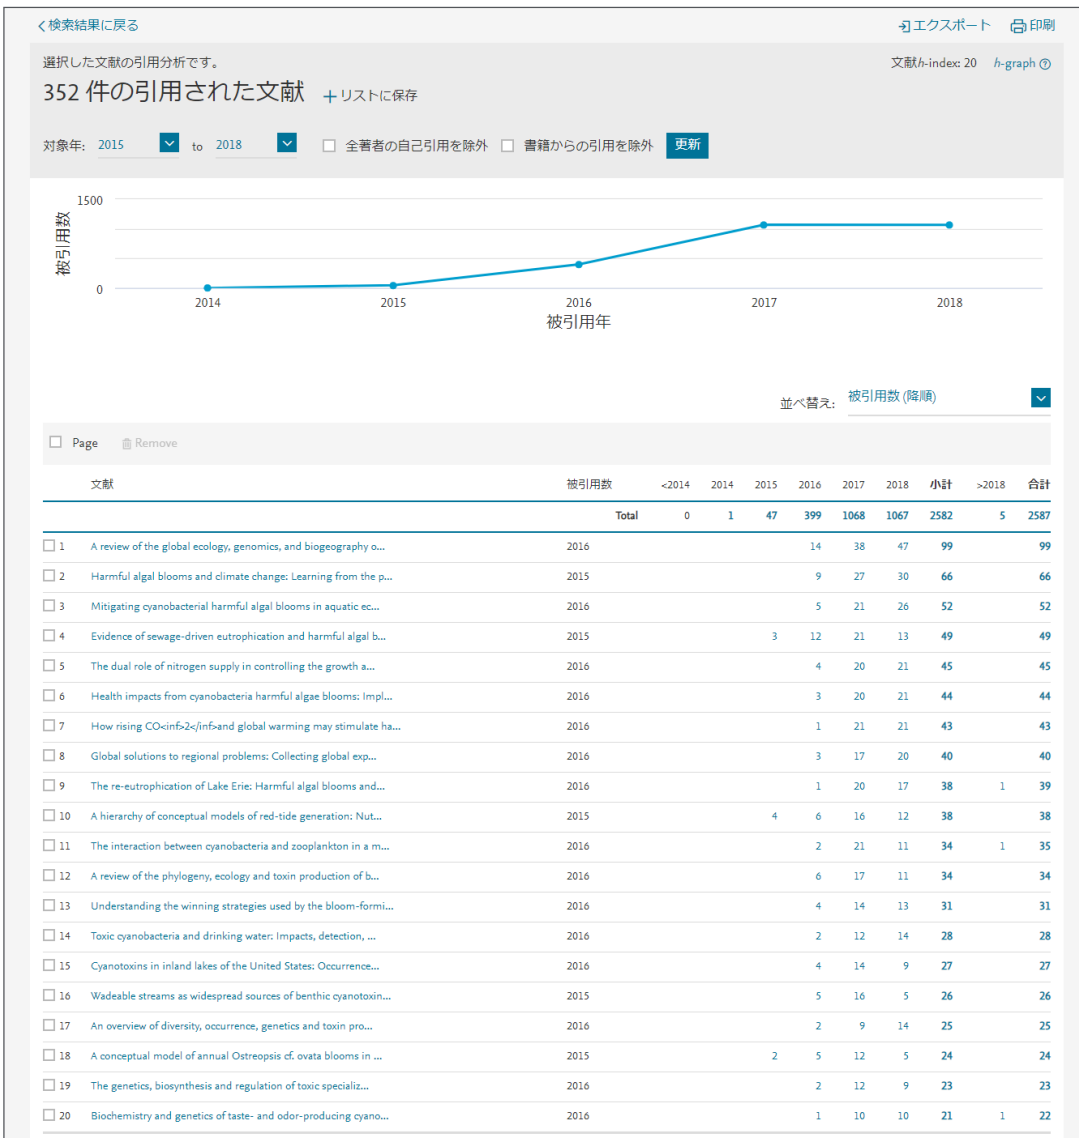 検索結果に戻る エクスポート 印刷
選択した文献の引用分析です。 文献h-index: 20 h-graph ?
352 件の引用された文献 +リストに保存
対象年: 2015 to 2018 全著者の自己引用を除外 書籍からの引用を除外 更新
1500
被引用数
0
2014 2015 2016 2017 2018
被引用年
並べ替え: 被引用数 (降順)
Page Remove
文献 被引用数 <2014 2014 2015 2016 2017 2018 小計 >2018 合計
Total 0 1 47 399 1068 1067 2582 5 2587
1 A review of the global ecology, genomics, and biogeography o... 2016 14 38 47 99 99
2 Harmful algal blooms and climate change: Learning from the p... 2015 9 27 30 66 66
3 Mitigating cyanobacterial harmful algal blooms in aquatic ec... 2016 5 21 26 52 52
4 Evidence of sewage-driven eutrophication and harmful algal b... 2015 3 12 21 13 49 49
5 The dual role of nitrogen supply in controlling the growth a... 2016 4 20 21 45 45
6 Health impacts from cyanobacteria harmful algae blooms: Impl... 2016 3 20 21 44 44
7 How rising CO<inf>2</inf>and global warming may stimulate ha... 2016 1 21 21 43 43
8 Global solutions to regional problems: Collecting global exp... 2016 3 17 20 40 40
9 The re-eutrophication of Lake Erie: Harmful algal blooms and... 2016 1 20 17 38 1 39
10 A hierarchy of conceptual models of red-tide generation: Nut... 2015 4 6 16 12 38 38
11 The interaction between cyanobacteria and zooplankton in a m... 2016 2 21 11 34 1 35
12 A review of the phylogeny, ecology and toxin production of b... 2016 6 17 11 34 34
13 Understanding the winning strategies used by the bloom-formi... 2016 4 14 13 31 31
14 Toxic cyanobacteria and drinking water: Impacts, detection, ... 2016 2 12 14 28 28
15 Cyanotoxins in inland lakes of the United States: Occurrence... 2016 4 14 9 27 27
16 Wadeable streams as widespread sources of benthic cyanotoxin... 2015 5 16 5 26 26
17 An overview of diversity, occurrence, genetics and toxin pro... 2016 2 9 14 25 25
18 A conceptual model of annual Ostreopsis cf. ovata blooms in ... 2015 2 5 12 5 24 24
19 The genetics, biosynthesis and regulation of toxic specializ... 2016 2 12 9 23 23
20 Biochemistry and genetics of taste- and odor-producing cyano... 2016 1 10 10 21 1 22